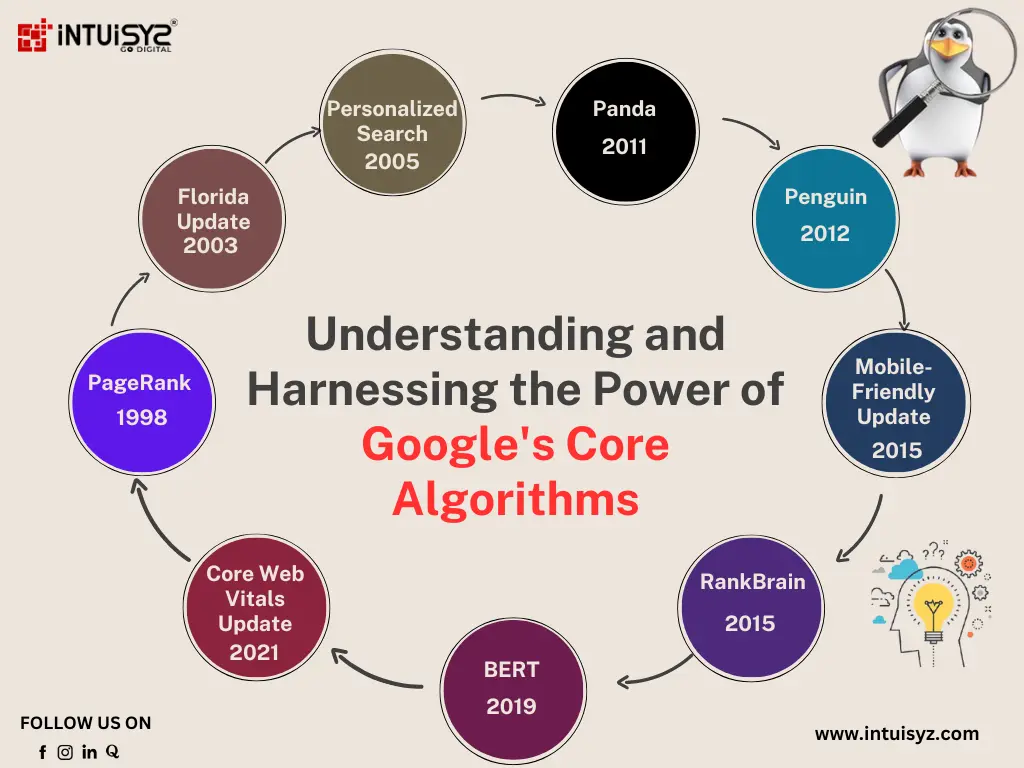 iNTUiSYZ®
GO DIGITAL
Personalized
Search
2005
Panda
2011
Florida
Update
2003
Penguin
2012
PageRank
1998
Understanding and
Harnessing the Power of
Google's Core
Algorithms
Mobile-
Friendly
Update
2015
Core Web
Vitals
Update
2021
RankBrain
2015
BERT
2019
FOLLOW US ON
www.intuisyz.com